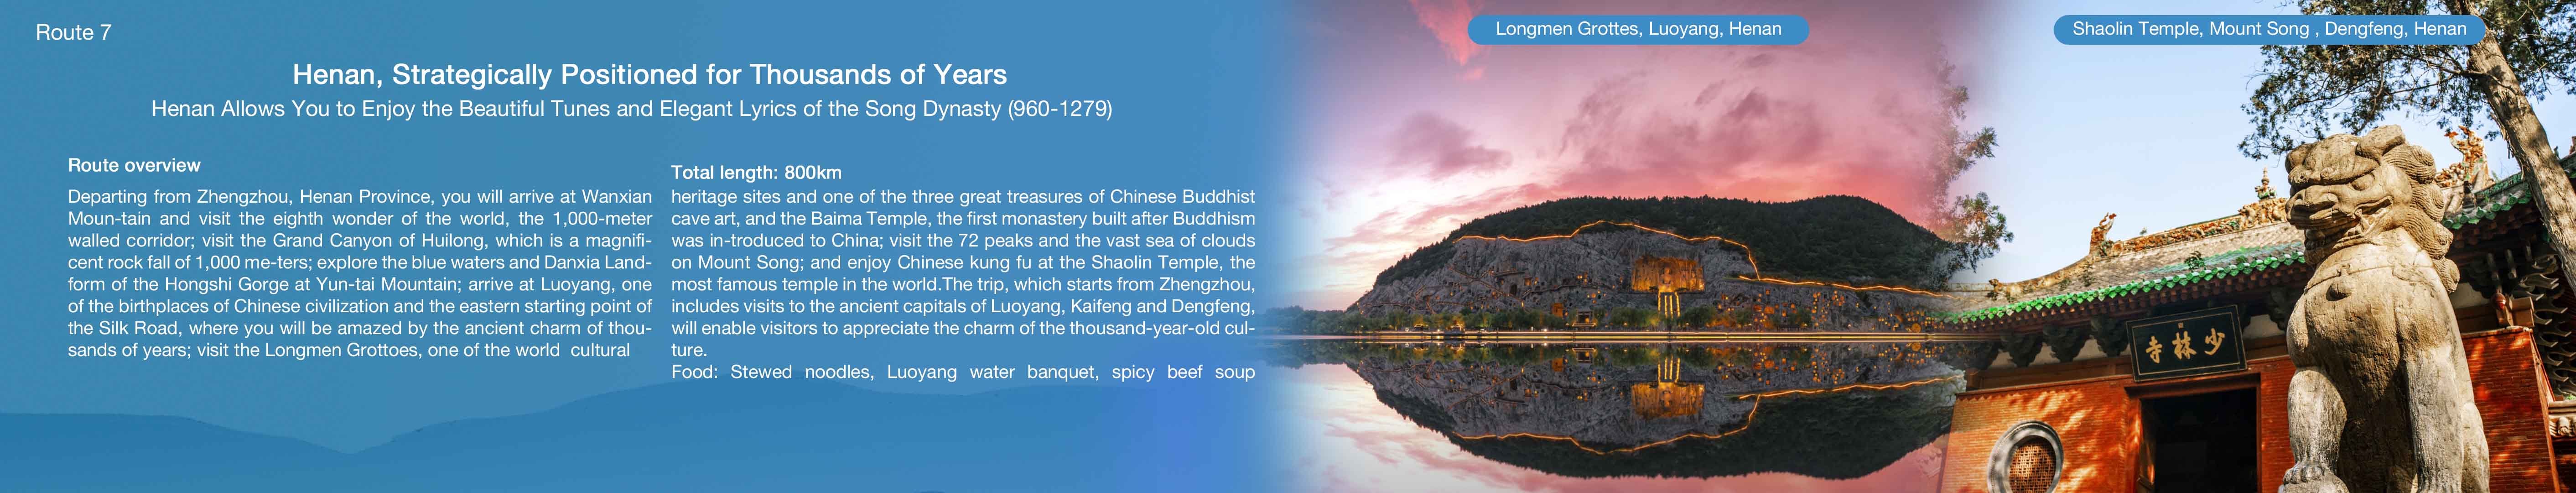 Route 7
Henan, Strategically Positioned for Thousands of Years
Henan Allows You to Enjoy the Beautiful Tunes and Elegant Lyrics of the Song Dynasty (960-1279)
Route overview
Departing from Zhengzhou, Henan Province, you will arrive at Wanxian
Moun-tain and visit the eighth wonder of the world, the 1,000-meter
walled corridor; visit the Grand Canyon of Huilong, which is a magnifi-
cent rock fall of 1,000 me-ters; explore the blue waters and Danxia Land-
form of the Hongshi Gorge at Yun-tai Mountain; arrive at Luoyang, one
of the birthplaces of Chinese civilization and the eastern starting point of
the Silk Road, where you will be amazed by the ancient charm of thou-
sands of years; visit the Longmen Grottoes, one of the world  cultural
Total length: 800km
heritage sites and one of the three great treasures of Chinese Buddhist
cave art, and the Baima Temple, the first monastery built after Buddhism
was in-troduced to China; visit the 72 peaks and the vast sea of clouds
on Mount Song; and enjoy Chinese kung fu at the Shaolin Temple, the
most famous temple in the world.The trip, which starts from Zhengzhou,
includes visits to the ancient capitals of Luoyang, Kaifeng and Dengfeng,
will enable visitors to appreciate the charm of the thousand-year-old cul-
ture.
Food: Stewed noodles, Luoyang water banquet, spicy beef soup
Longmen Grottes, Luoyang, Henan
Shaolin Temple, Mount Song , Dengfeng, Henan
寺林少